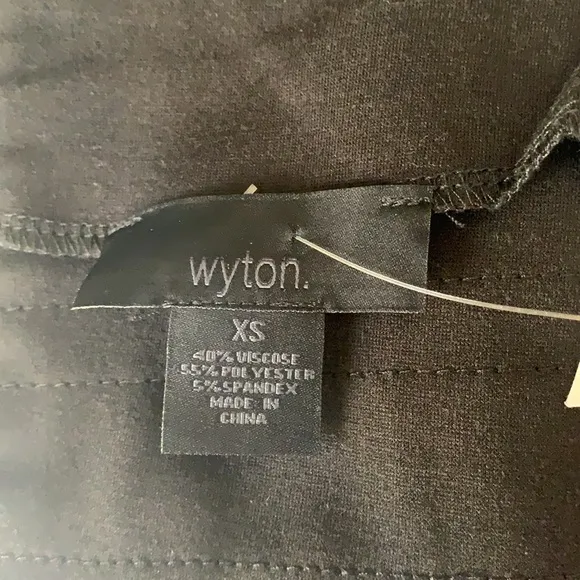 wyton.
XS
40% VISCOSE
55% POLYESTER
5% SPANDEX
MADE IN
CHINA